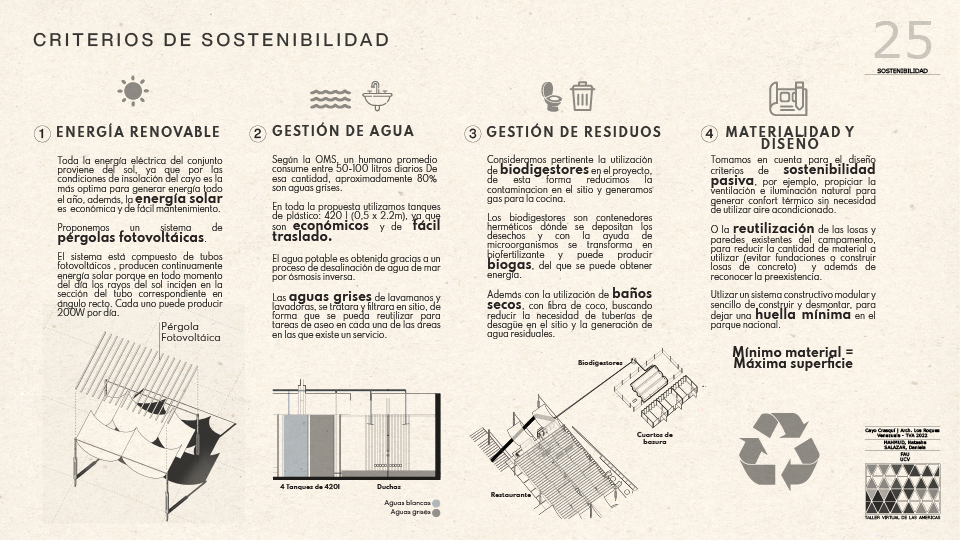 CRITERIOS DE SOSTENIBILIDAD
25
SOSTENIBILIDAD
1 ENERGÍA RENOVABLE
Toda la energía eléctrica del conjunto
proviene del sol, ya que por las
condiciones de insolación del cayo es la
más optima para generar energía todo
el año, además, la energía solar
es económica y de fácil mantenimiento.
Proponemos un sistema de
pérgolas fotovoltáicas.
El sistema está compuesto de tubos
fotovoltaicos , producen continuamente
energía solar porque en todo momento
del día los rayos del sol inciden en la
sección del tubo correspondiente en
ángulo recto. Cada uno puede producir
200W por día.
Pérgola
Fotovoltáica
2 GESTIÓN DE AGUA
Según la OMS, un humano promedio
consume entre 50-100 litros diarios De
esa cantidad, aproximadamente 80%
son aguas grises.
En toda la propuesta utilizamos tanques
de plástico: 420 l (0,5 x 2.2m), ya que
son económicos y de fácil
traslado.
El agua potable es obtenida gracias a un
proceso de desalinación de agua de mar
por ósmosis inversa.
Las aguas grises de lavamanos y
lavadoras, se tratara y filtrara en sitio, de
forma que se pueda reutilizar para
tareas de aseo en cada una de las áreas
en las que existe un servicio.
4 Tanques de 420l
Duchas
Aguas blancas
Aguas grises
3 GESTIÓN DE RESIDUOS
Consideramos pertinente la utilización
de biodigestores en el proyecto,
de esta forma reducimos la
contaminacion en el sitio y generamos
gas para la cocina.
Los biodigestores son contenedores
herméticos dónde se depositan los
desechos y con la ayuda de
microorganismos se transforma en
biofertilizante y puede producir
biogas, del que se puede obtener
energía.
Además con la utilización de baños
secos, con fibra de coco, buscando
reducir la necesidad de tuberías de
desagüe en el sitio y la generación de
agua residuales.
Biodigestores
Cuartos de
basura
Restaurante
4 MATERIALIDAD Y
DISEÑO
Tomamos en cuenta para el diseño
criterios de sostenibilidad
pasiva, por ejemplo, propiciar la
ventilación e iluminación natural para
generar confort térmico sin necesidad
de utilizar aire acondicionado.
O la reutilización de las losas y
paredes existentes del campamento,
para reducir la cantidad de material a
utilizar (evitar fundaciones o construir
losas de concreto) y además de
reconocer la preexistencia.
Utilizar un sistema constructivo modular y
sencillo de construir y desmontar, para
dejar una huella mínima en el
parque nacional.
Mínimo material =
Máxima superficie
Cayo Crasquí | Arch. Los Roques
Venezuela - TVA 2022
MAHMUD, Natasha
SALAZAR, Daniela
FAU
UCV
TALLER VIRTUAL DE LAS AMERICAS